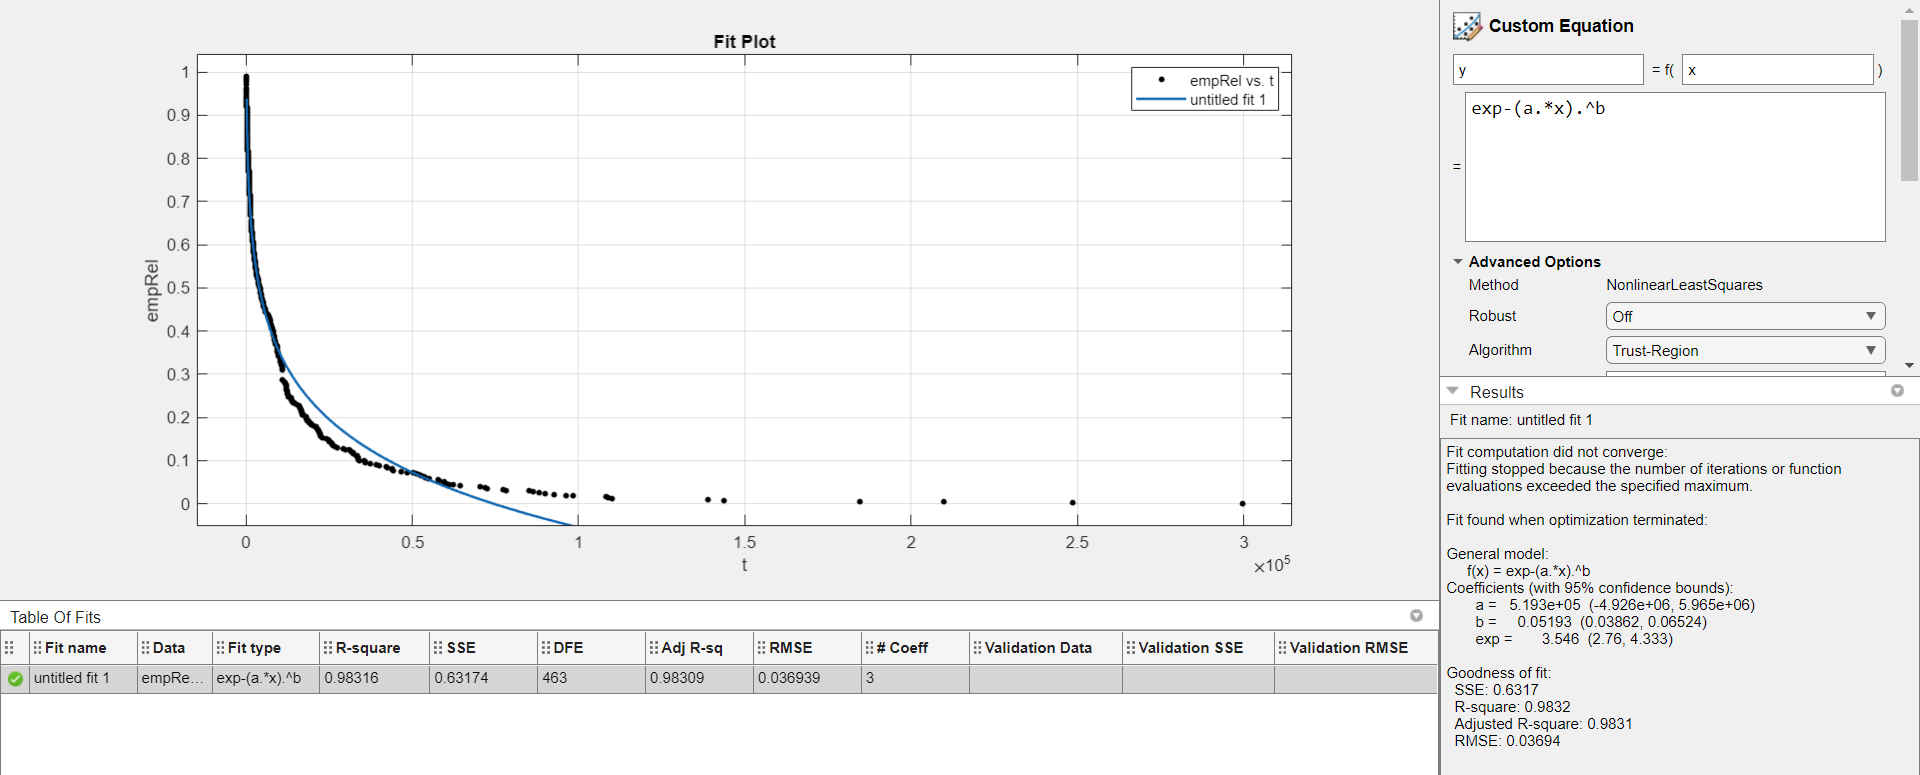 Fit Plot
empRel vs. t
untitled fit 1
1
0.9
0.8
0.7
0.6
0.5
0.4
0.3
0.2
0.1
0
empRel
0 0.5 1 1.5 2 2.5 3
×10⁵
t
Table Of Fits
Fit name Data Fit type R-square SSE DFE Adj R-sq RMSE # Coeff Validation Data Validation SSE Validation RMSE
untitled fit 1 empRe... exp-(a.*x).^b 0.98316 0.63174 463 0.98309 0.036939 3
Custom Equation
y = f( x )
= exp-(a.*x).^b
Advanced Options
Method NonlinearLeastSquares
Robust Off
Algorithm Trust-Region
Results
Fit name: untitled fit 1
Fit computation did not converge:
Fitting stopped because the number of iterations or function
evaluations exceeded the specified maximum.
Fit found when optimization terminated:
General model:
f(x) = exp-(a.*x).^b
Coefficients (with 95% confidence bounds):
a = 5.193e+05 (-4.926e+06, 5.965e+06)
b = 0.05193 (0.03862, 0.06524)
exp = 3.546 (2.76, 4.333)
Goodness of fit:
SSE: 0.6317
R-square: 0.9832
Adjusted R-square: 0.9831
RMSE: 0.03694